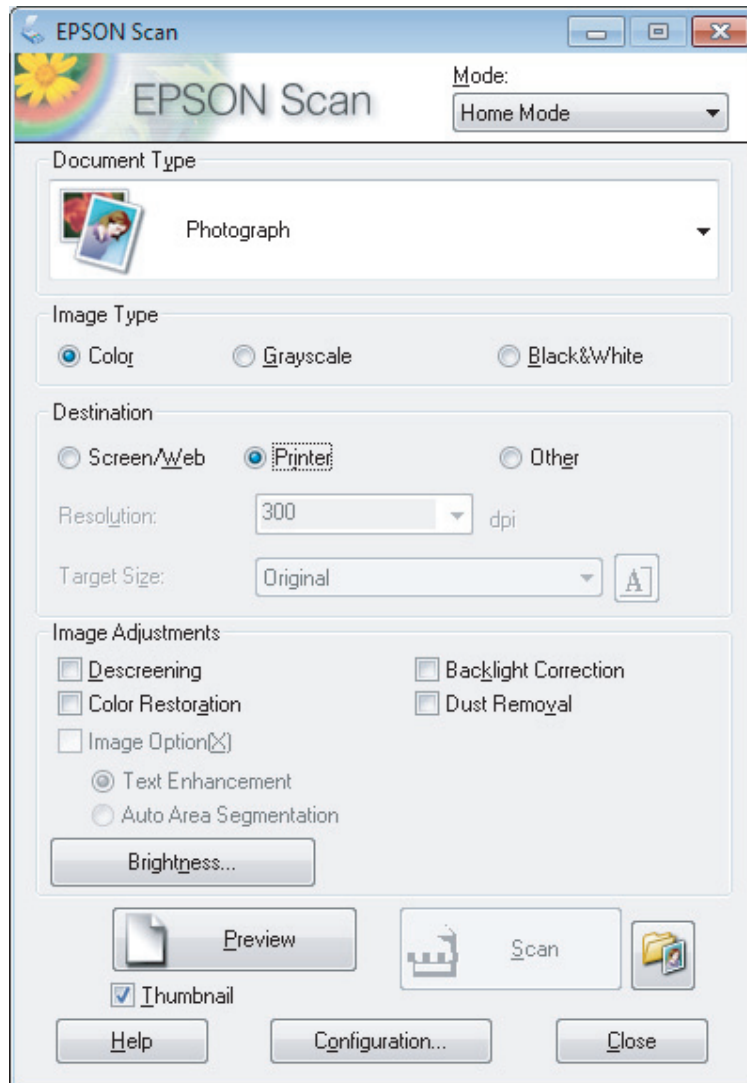 EPSON Scan
EPSON Scan
Mode:
Home Mode
Document Type
Photograph
Image Type
Color Grayscale Black&White
Destination
Screen/Web Printer Other
Resolution: 300 dpi
Target Size: Original A
Image Adjustments
Descreening Backlight Correction
Color Restoration Dust Removal
Image Option(X)
Text Enhancement
Auto Area Segmentation
Brightness...
Preview Scan
Thumbnail
Help Configuration... Close